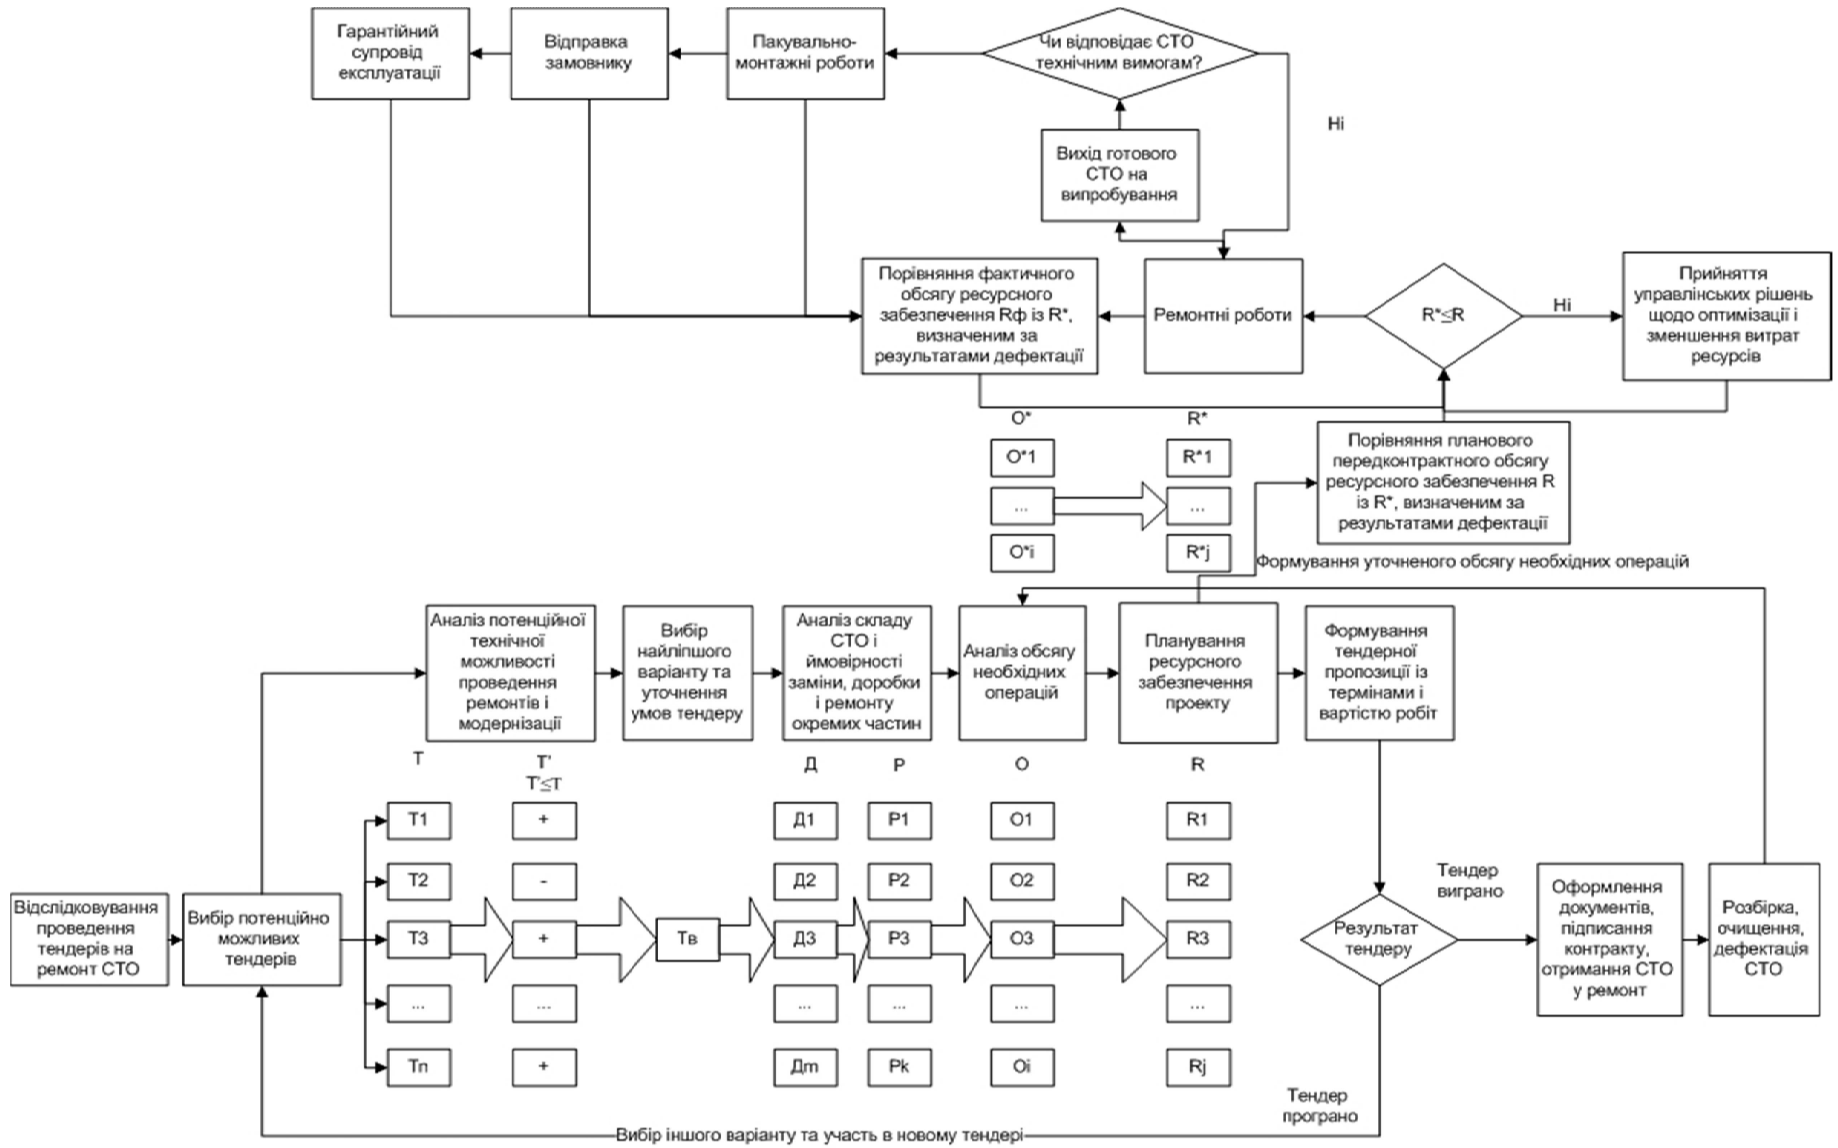 Гарантійний
супровід
експлуатації
Відправка
замовнику
Пакувально-
монтажні роботи
Чи відповідає СТО
технічним вимогам?
Ні
Вихід готового
СТО на
випробування
Порівняння фактичного
обсягу ресурсного
забезпечення Rф із R*,
визначеним за
результатами дефектації
Ремонтні роботи
R*≤R
Ні
Прийняття
управлінських рішень
щодо оптимізації і
зменшення витрат
ресурсів
O*
R*
O*1
R*1
...
...
O*i
R*j
Порівняння планового
передконтрактного обсягу
ресурсного забезпечення R
із R*, визначеним за
результатами дефектації
Формування уточненого обсягу необхідних операцій
Аналіз потенційної
технічної
можливості
проведення
ремонтів і
модернізації
Вибір
найліпшого
варіанту та
уточнення
умов тендеру
Аналіз складу
СТО і
ймовірності
заміни, доробки
і ремонту
окремих частин
Аналіз обсягу
необхідних
операцій
Планування
ресурсного
забезпечення
проекту
Формування
тендерної
пропозиції із
термінами і
вартістю робіт
T
T'
T'≤T
Д
P
O
R
T1
+
Д1
P1
O1
R1
T2
-
Д2
P2
O2
R2
Відслідковування
проведення
тендерів на
ремонт СТО
Вибір потенційно
можливих
тендерів
T3
+
Тв
Д3
P3
O3
R3
...
...
...
...
...
...
Tn
+
Дm
Pk
Oi
Rj
Результат
тендеру
Тендер
виграно
Оформлення
документів,
підписання
контракту,
отримання СТО
у ремонт
Розбірка,
очищення,
дефектація
СТО
Тендер
програно
Вибір іншого варіанту та участь в новому тендері